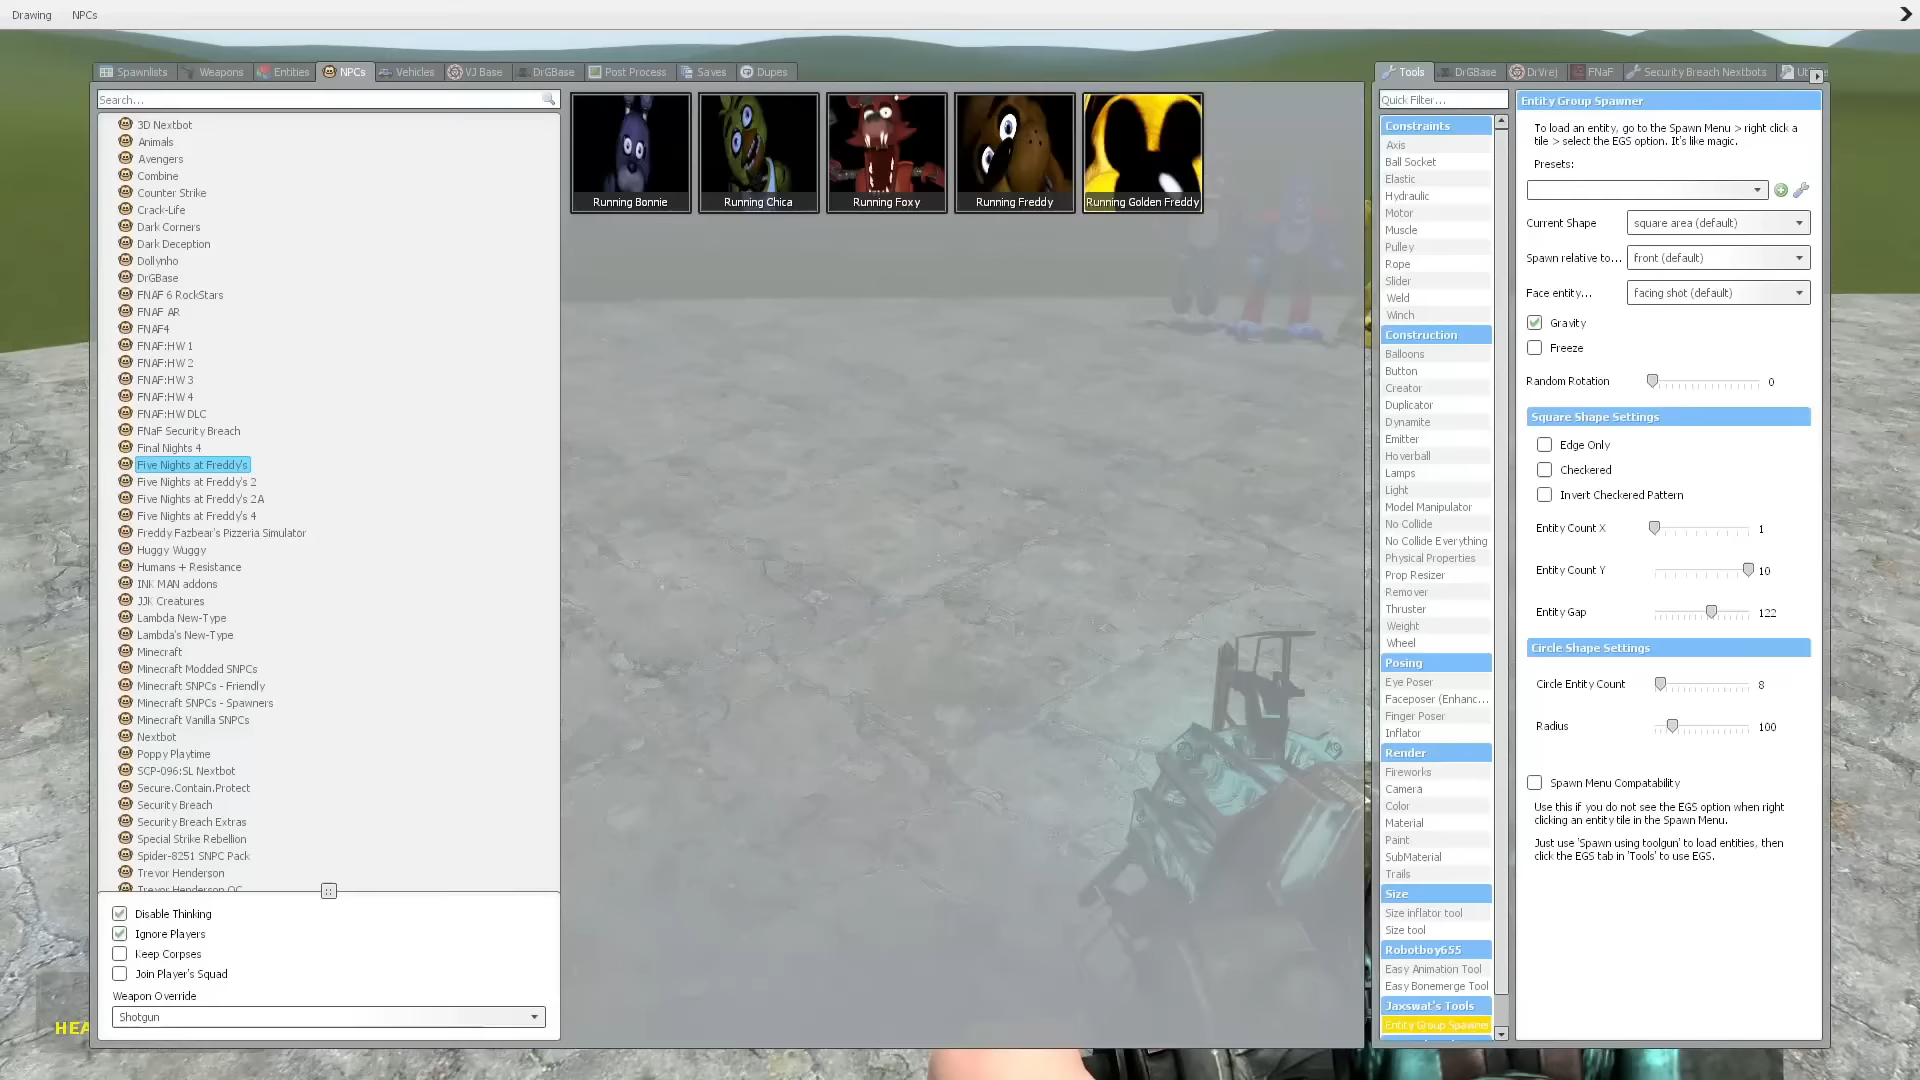 Drawing NPCs
Spawnlists Weapons Entities NPCs Vehicles VJ Base DrGBase Post Process Saves Dupes
Tools DrGBase DrVrej FNaF Security Breach Nextbots
Search...
3D Nextbot
Animals
Avengers
Combine
Counter Strike
Crack-Life
Dark Corners
Dark Deception
Dollynho
DrGBase
FNAF 6 RockStars
FNAF AR
FNAF4
FNAF:HW 1
FNAF:HW 2
FNAF:HW 3
FNAF:HW 4
FNAF:HW DLC
FNaF Security Breach
Final Nights 4
Five Nights at Freddy's
Five Nights at Freddy's 2
Five Nights at Freddy's 2A
Five Nights at Freddy's 4
Freddy Fazbear's Pizzeria Simulator
Huggy Wuggy
Humans + Resistance
INK MAN addons
JJK Creatures
Lambda New-Type
Lambda's New-Type
Minecraft
Minecraft Modded SNPCs
Minecraft SNPCs - Friendly
Minecraft SNPCs - Spawners
Minecraft Vanilla SNPCs
Nextbot
Poppy Playtime
SCP-096:SL Nextbot
Secure.Contain.Protect
Security Breach
Security Breach Extras
Special Strike Rebellion
Spider-8251 SNPC Pack
Trevor Henderson
Trevor Henderson OC
Disable Thinking
Ignore Players
Keep Corpses
Join Player's Squad
Weapon Override
Shotgun
HEA
Running Bonnie
Running Chica
Running Foxy
Running Freddy
Running Golden Freddy
Quick Filter...
Constraints
Axis
Ball Socket
Elastic
Hydraulic
Motor
Muscle
Pulley
Rope
Slider
Weld
Winch
Construction
Balloons
Button
Creator
Duplicator
Dynamite
Emitter
Hoverball
Lamps
Light
Model Manipulator
No Collide
No Collide Everything
Physical Properties
Prop Resizer
Remover
Thruster
Weight
Wheel
Posing
Eye Poser
Faceposer (Enhanc...
Finger Poser
Inflator
Render
Fireworks
Camera
Color
Material
Paint
SubMaterial
Trails
Size
Size inflator tool
Size tool
Robotboy655
Easy Animation Tool
Easy Bonemerge Tool
Jaxswat's Tools
Entity Group Spawner
Entity Group Spawner
To load an entity, go to the Spawn Menu > right click a
tile > select the EGS option. It's like magic.
Presets:
Current Shape square area (default)
Spawn relative to... front (default)
Face entity... facing shot (default)
Gravity
Freeze
Random Rotation 0
Square Shape Settings
Edge Only
Checkered
Invert Checkered Pattern
Entity Count X 1
Entity Count Y 10
Entity Gap 122
Circle Shape Settings
Circle Entity Count 8
Radius 100
Spawn Menu Compatability
Use this if you do not see the EGS option when right
clicking an entity tile in the Spawn Menu.
Just use 'Spawn using toolgun' to load entities, then
click the EGS tab in 'Tools' to use EGS.